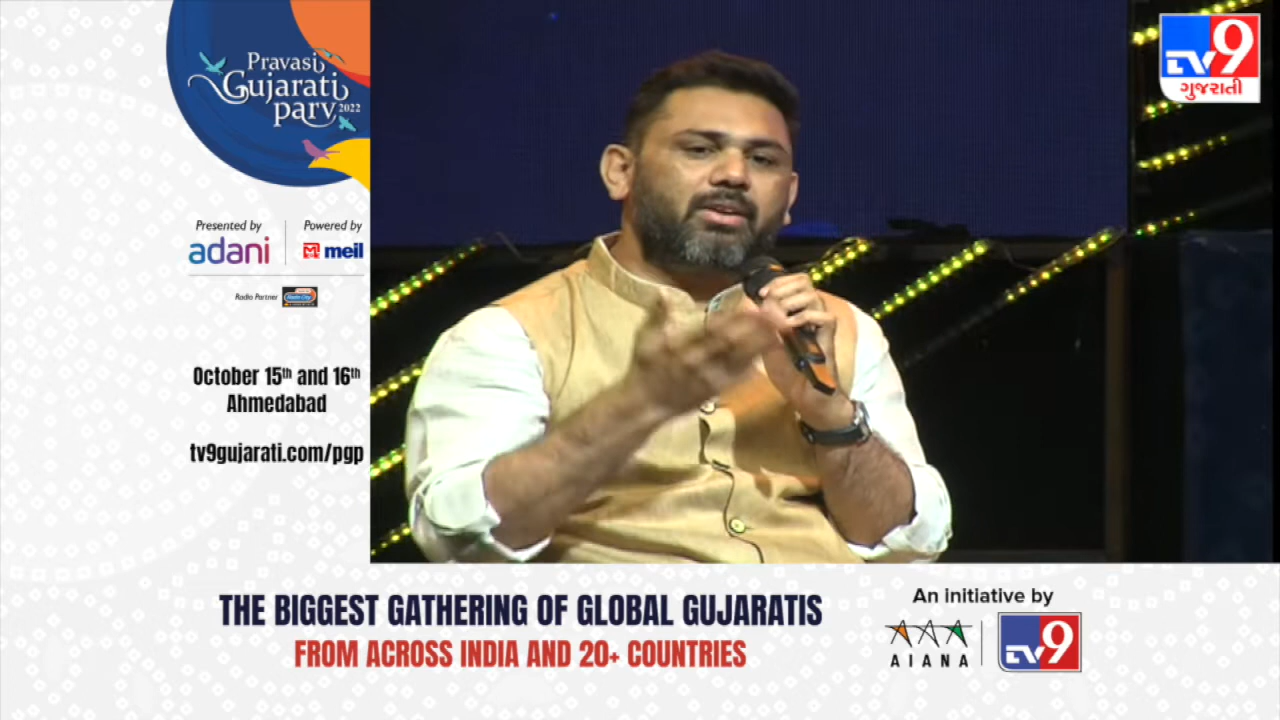 Pravasi
Gujarati
parv 2022
TV9
ગુજરાતી
Presented by
adani
Powered by
meil
Radio Partner
Radio City
October 15th and 16th
Ahmedabad
tv9gujarati.com/pgp
THE BIGGEST GATHERING OF GLOBAL GUJARATIS
FROM ACROSS INDIA AND 20+ COUNTRIES
An initiative by
AIANA
TV9